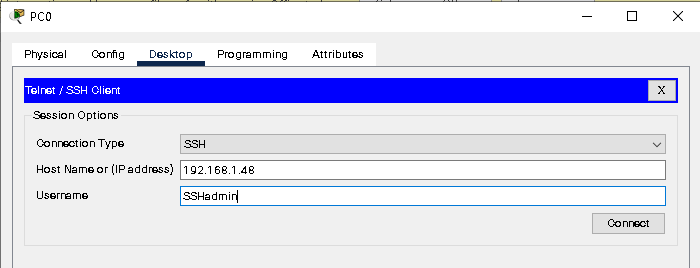 PC0
Physical Config Desktop Programming Attributes
Telnet / SSH Client X
Session Options
Connection Type SSH
Host Name or (IP address) 192.168.1.48
Username SSHadmin
Connect